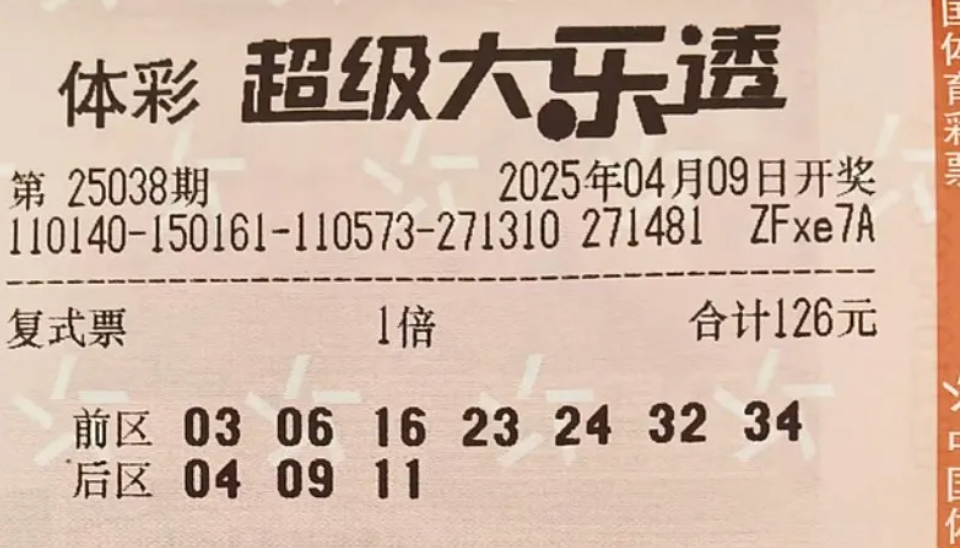 体彩 超级大乐透
第 25038期 2025年04月09日开奖
110140-150161-110573-271310 271481 ZFxe7A
复式票 1倍 合计126元
前区 03 06 16 23 24 32 34
后区 04 09 11
国体育彩票
中国体